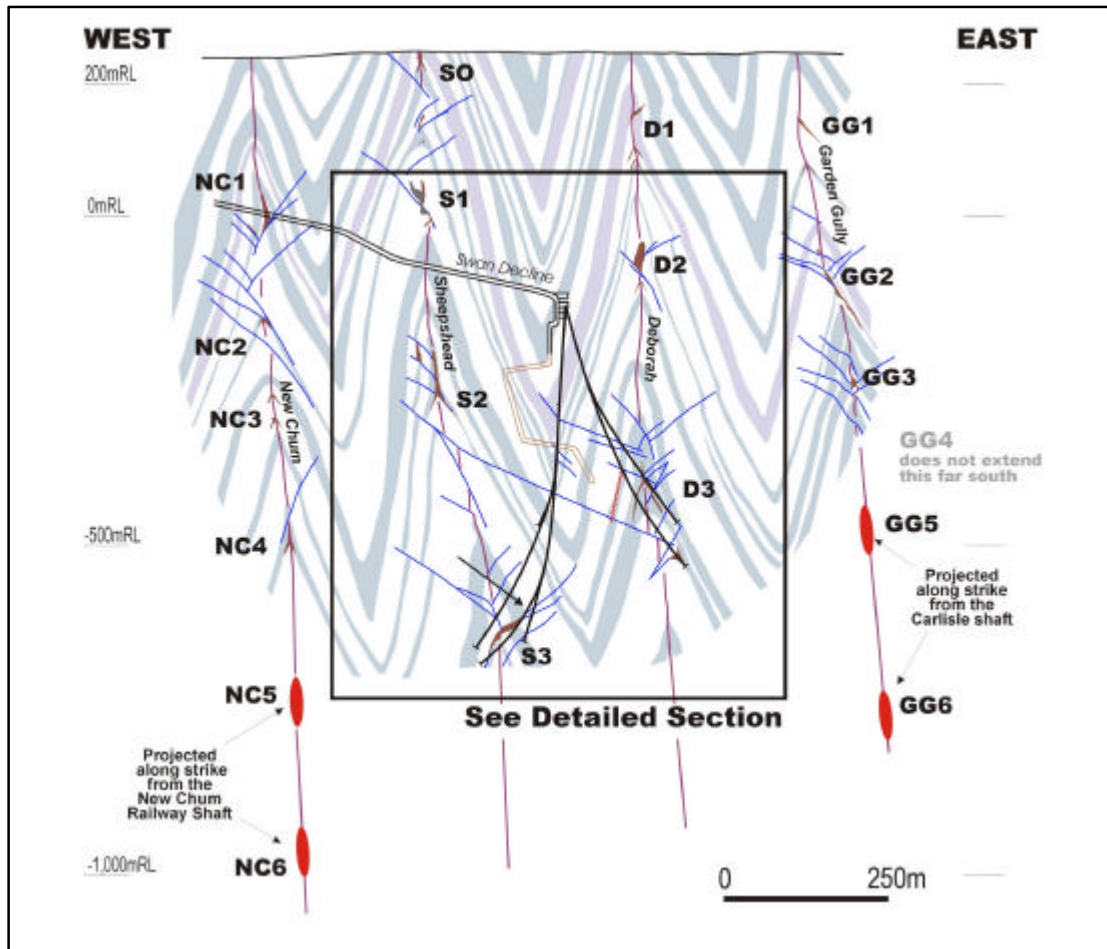 WEST
EAST
200mRL
SO
D1
GG1
Garden Gully
NC1
0mRL
S1
Swan Decline
D2
GG2
Sheepshead
Deborah
NC2
S2
GG3
NC3
New Chum
GG4
does not extend
this far south
D3
GG5
-500mRL
NC4
Projected
along strike
from the
Carlisle shaft
S3
NC5
GG6
See Detailed Section
Projected
along strike
from the
New Chum
Railway Shaft
NC6
-1,000mRL
0
250m